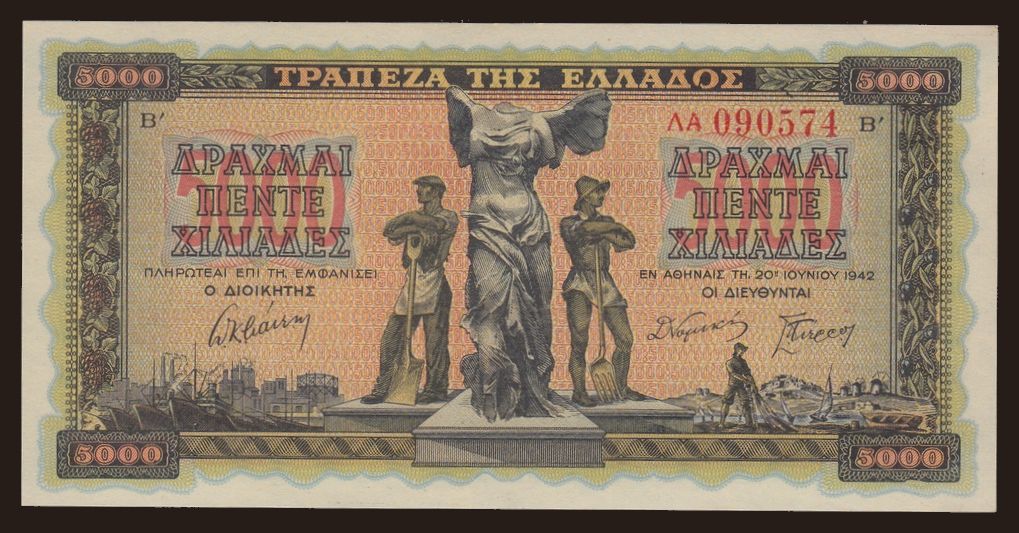 5000 ΤΡΑΠΕΖΑ ΤΗΣ ΕΛΛΑΔΟΣ 5000
Β′ ΛΑ 090574 Β′
ΔΡΑΧΜΑΙ
ΠΕΝΤΕ
ΧΙΛΙΑΔΕΣ
ΔΡΑΧΜΑΙ
ΠΕΝΤΕ
ΧΙΛΙΑΔΕΣ
ΠΛΗΡΩΤΕΑΙ ΕΠΙ ΤΗ, ΕΜΦΑΝΙΣΕΙ
Ο ΔΙΟΙΚΗΤΗΣ
ΕΝ ΑΘΗΝΑΙΣ ΤΗ, 20ῃ ΙΟΥΝΙΟΥ 1942
ΟΙ ΔΙΕΥΘΥΝΤΑΙ
5000 5000